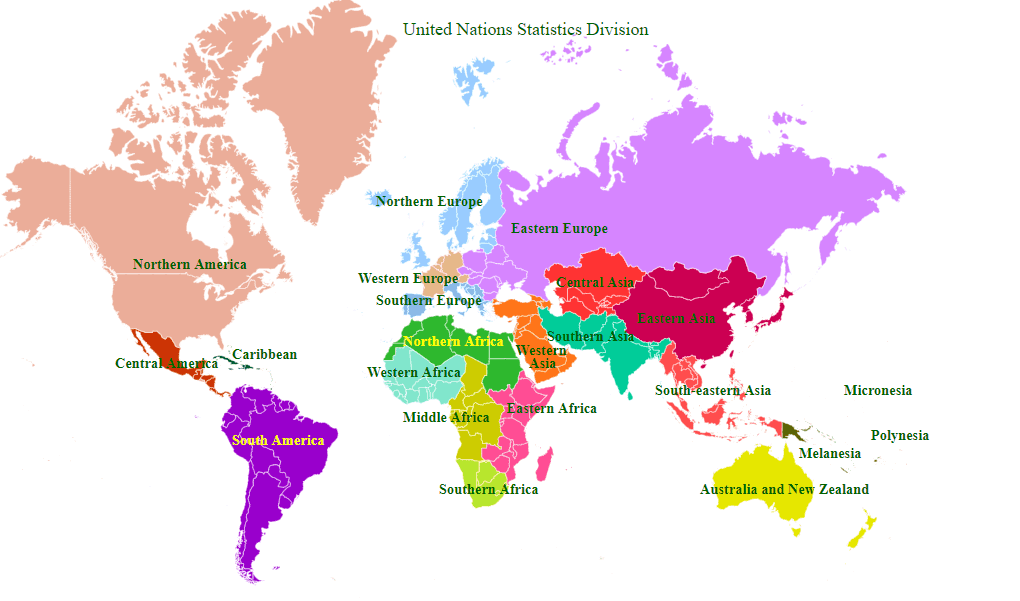 United Nations Statistics Division
Northern Europe
Eastern Europe
Northern America
Western Europe
Central Asia
Southern Europe
Eastern Asia
Southern Asia
Northern Africa
Western
Asia
Caribbean
Central America
Western Africa
South-eastern Asia
Micronesia
Eastern Africa
Middle Africa
Polynesia
South America
Melanesia
Southern Africa
Australia and New Zealand